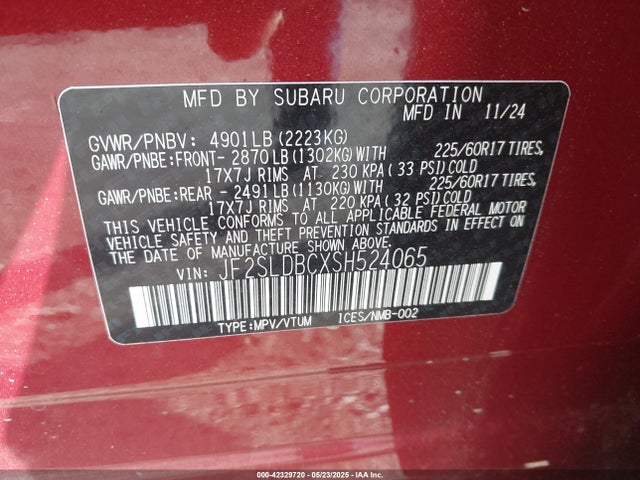 MFD BY SUBARU CORPORATION
MFD IN 11/24
GVWR/PNBV: 4901LB(2223KG)
GAWR/PNBE:FRONT- 2870LB(1302KG)WITH 225/60R17 TIRES,
17X7J RIMS AT 230 KPA (33 PSI)COLD
GAWR/PNBE:REAR - 2491LB(1130KG)WITH 225/60R17 TIRES,
17X7J RIMS AT 220 KPA (32 PSI)COLD
THIS VEHICLE CONFORMS TO ALL APPLICABLE FEDERAL MOTOR
VEHICLE SAFETY AND THEFT PREVENTION STANDARDS IN EFFECT ON
THE DATE OF MANUFACTURE SHOWN ABOVE.
VIN: JF2SLDBCXSH524065
TYPE:MPV/VTUM ICES/NMB-002
000-42329720 - 05/23/2025 - IAA Inc.